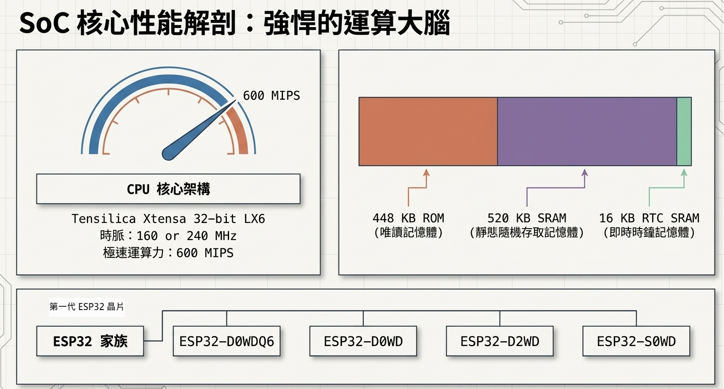 SoC 核心性能解剖：強悍的運算大腦
600 MIPS
CPU 核心架構
Tensilica Xtensa 32-bit LX6
時脈：160 or 240 MHz
極速運算力：600 MIPS
448 KB ROM
(唯讀記憶體)
520 KB SRAM
(靜態隨機存取記憶體)
16 KB RTC SRAM
(即時時鐘記憶體)
第一代 ESP32 晶片
ESP32 家族
ESP32-D0WDQ6
ESP32-D0WD
ESP32-D2WD
ESP32-S0WD